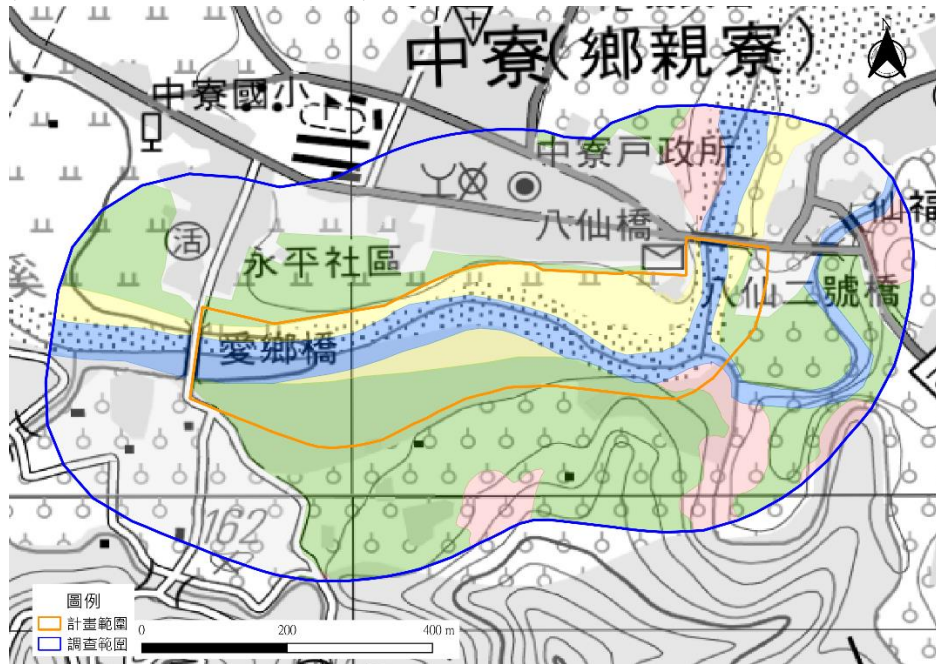 中寮(鄉親寮)
中寮國小
中寮戶政所
仙福
八仙橋
活
永平社區
溪
八仙二號橋
愛鄉橋
162
圖例
計畫範圍
調查範圍
0 200 400 m